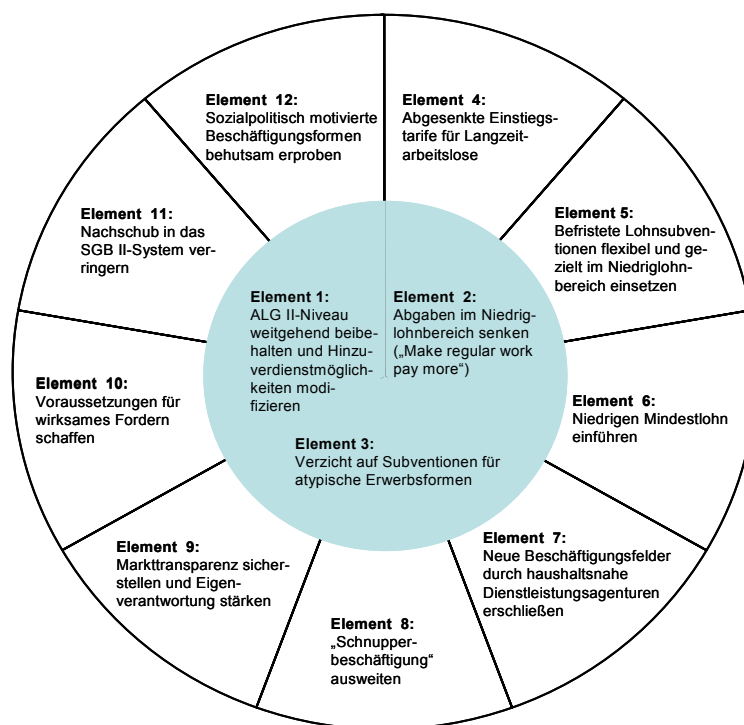 Element 12:
Sozialpolitisch motivierte
Beschäftigungsformen
behutsam erproben
Element 4:
Abgesenkte Einstiegs-
tarife für Langzeit-
arbeitslose
Element 11:
Nachschub in das
SGB II-System ver-
ringern
Element 5:
Befristete Lohnsubven-
tionen flexibel und ge-
zielt im Niedriglohn-
bereich einsetzen
Element 1:
ALG II-Niveau
weitgehend beibe-
halten und Hinzu-
verdienstmöglich-
keiten modi-
fizieren
Element 2:
Abgaben im Niedrig-
lohnbereich senken
(„Make regular work
pay more“)
Element 10:
Voraussetzungen für
wirksames Fordern
schaffen
Element 6:
Niedrigen Mindestlohn
einführen
Element 3:
Verzicht auf Subventionen für
atypische Erwerbsformen
Element 9:
Markttransparenz sicher-
stellen und Eigen-
verantwortung stärken
Element 7:
Neue Beschäftigungsfelder
durch haushaltsnahe
Dienstleistungsagenturen
erschließen
Element 8:
„Schnupper-
beschäftigung“
ausweiten